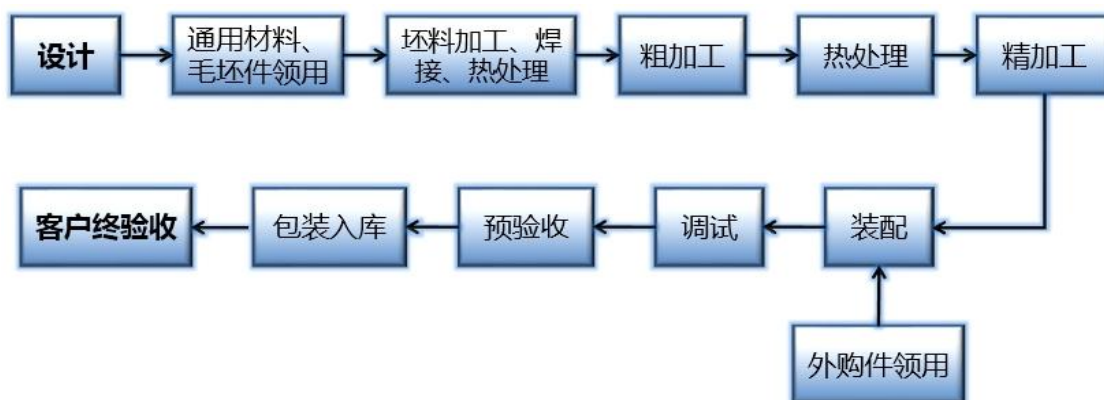 设计
通用材料、
毛坯件领用
坯料加工、焊
接、热处理
粗加工
热处理
精加工
客户终验收
包装入库
预验收
调试
装配
外购件领用